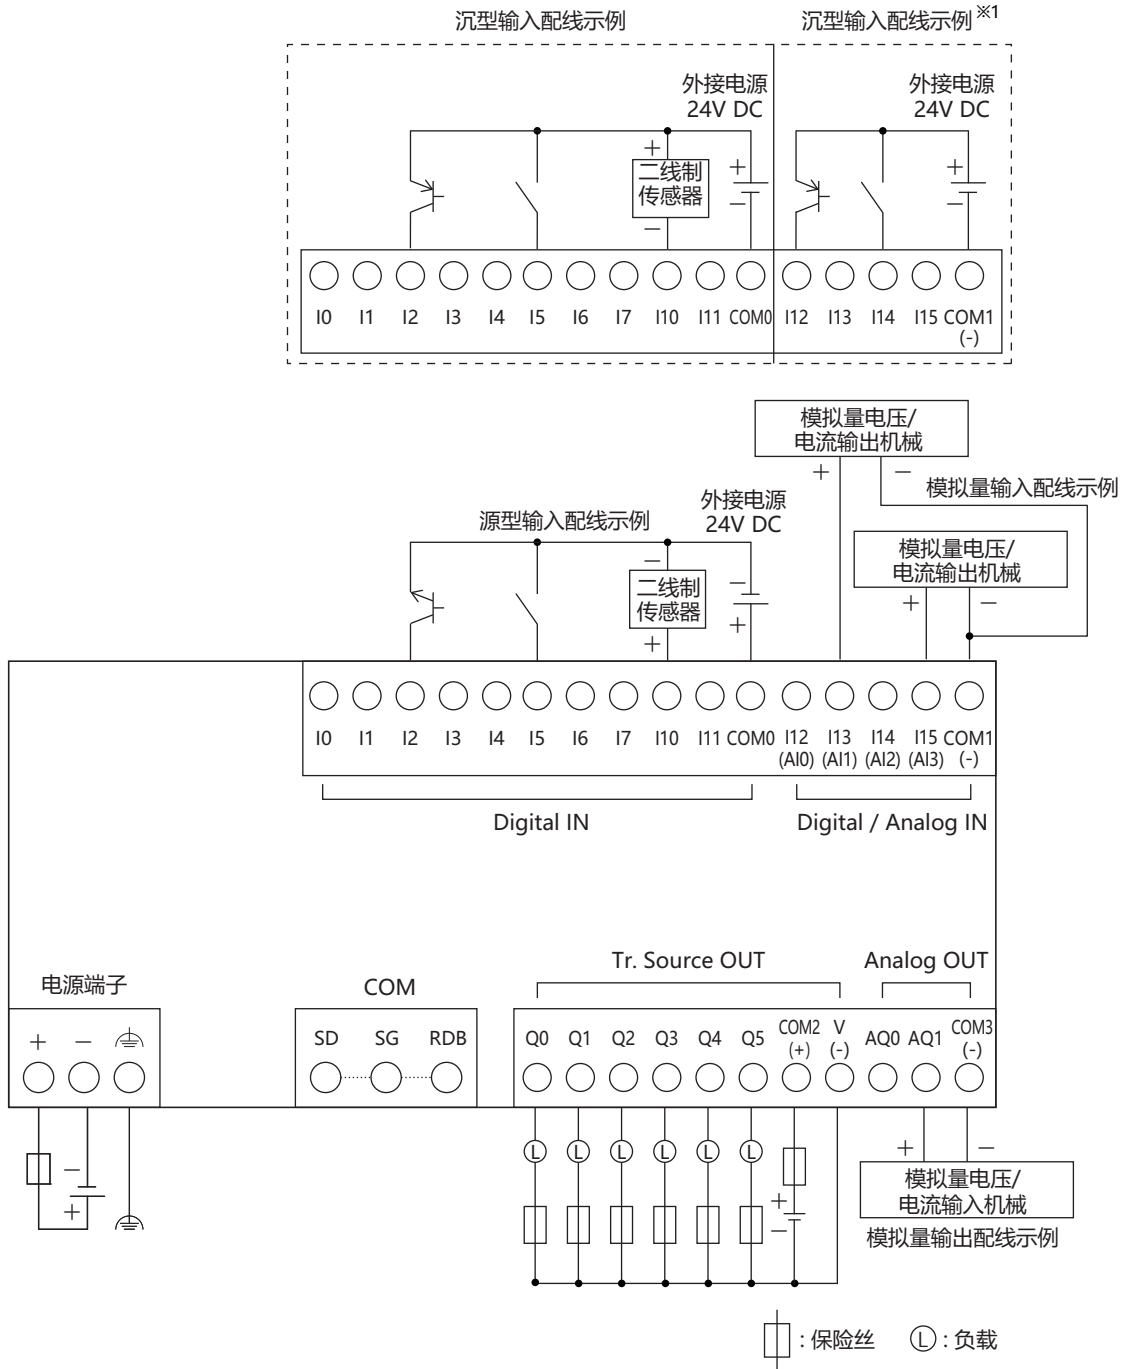 沉型输入配线示例
沉型输入配线示例 ※1
外接电源
24V DC
外接电源
24V DC
+
二线制
传感器
−
+
−
+
−
I0 I1 I2 I3 I4 I5 I6 I7 I10 I11 COM0 I12 I13 I14 I15 COM1
(-)
模拟量电压/
电流输出机械
+ −
模拟量输入配线示例
外接电源
24V DC
源型输入配线示例
模拟量电压/
电流输出机械
+ −
−
二线制
传感器
+
−
+
I0 I1 I2 I3 I4 I5 I6 I7 I10 I11 COM0 I12 I13 I14 I15 COM1
(AI0) (AI1) (AI2) (AI3) (-)
Digital IN
Digital / Analog IN
Tr. Source OUT
Analog OUT
电源端子
COM
+ −
SD SG RDB
Q0 Q1 Q2 Q3 Q4 Q5 COM2 V AQ0 AQ1 COM3
(+) (-) (-)
L L L L L L
−
+
+
−
+ −
模拟量电压/
电流输入机械
模拟量输出配线示例
: 保险丝
L : 负载